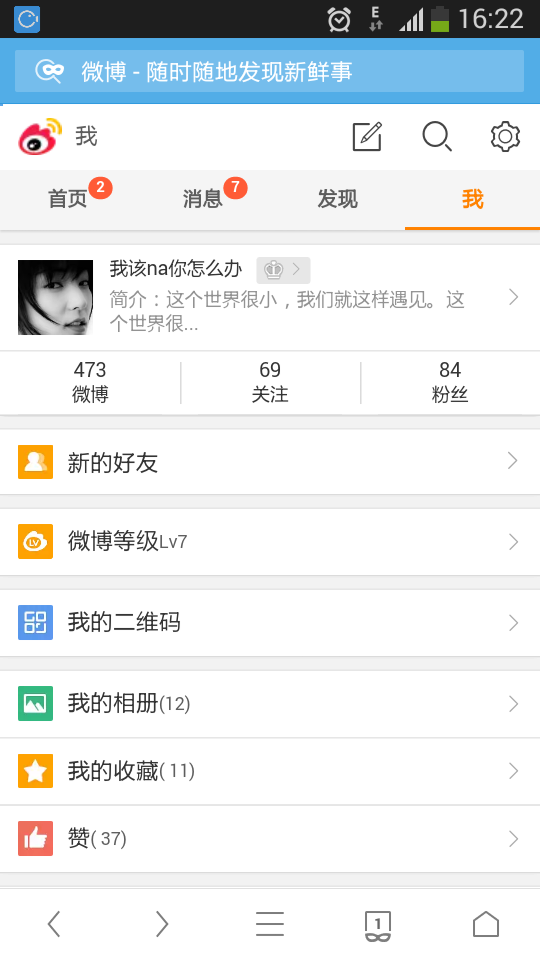 E 16:22
微博 - 随时随地发现新鲜事
我
首页 2 消息 7 发现 我
我该na你怎么办
简介：这个世界很小，我们就这样遇见。这
个世界很...
473 69 84
微博 关注 粉丝
新的好友
LV 微博等级Lv7
我的二维码
我的相册(12)
我的收藏( 11)
赞( 37)
1